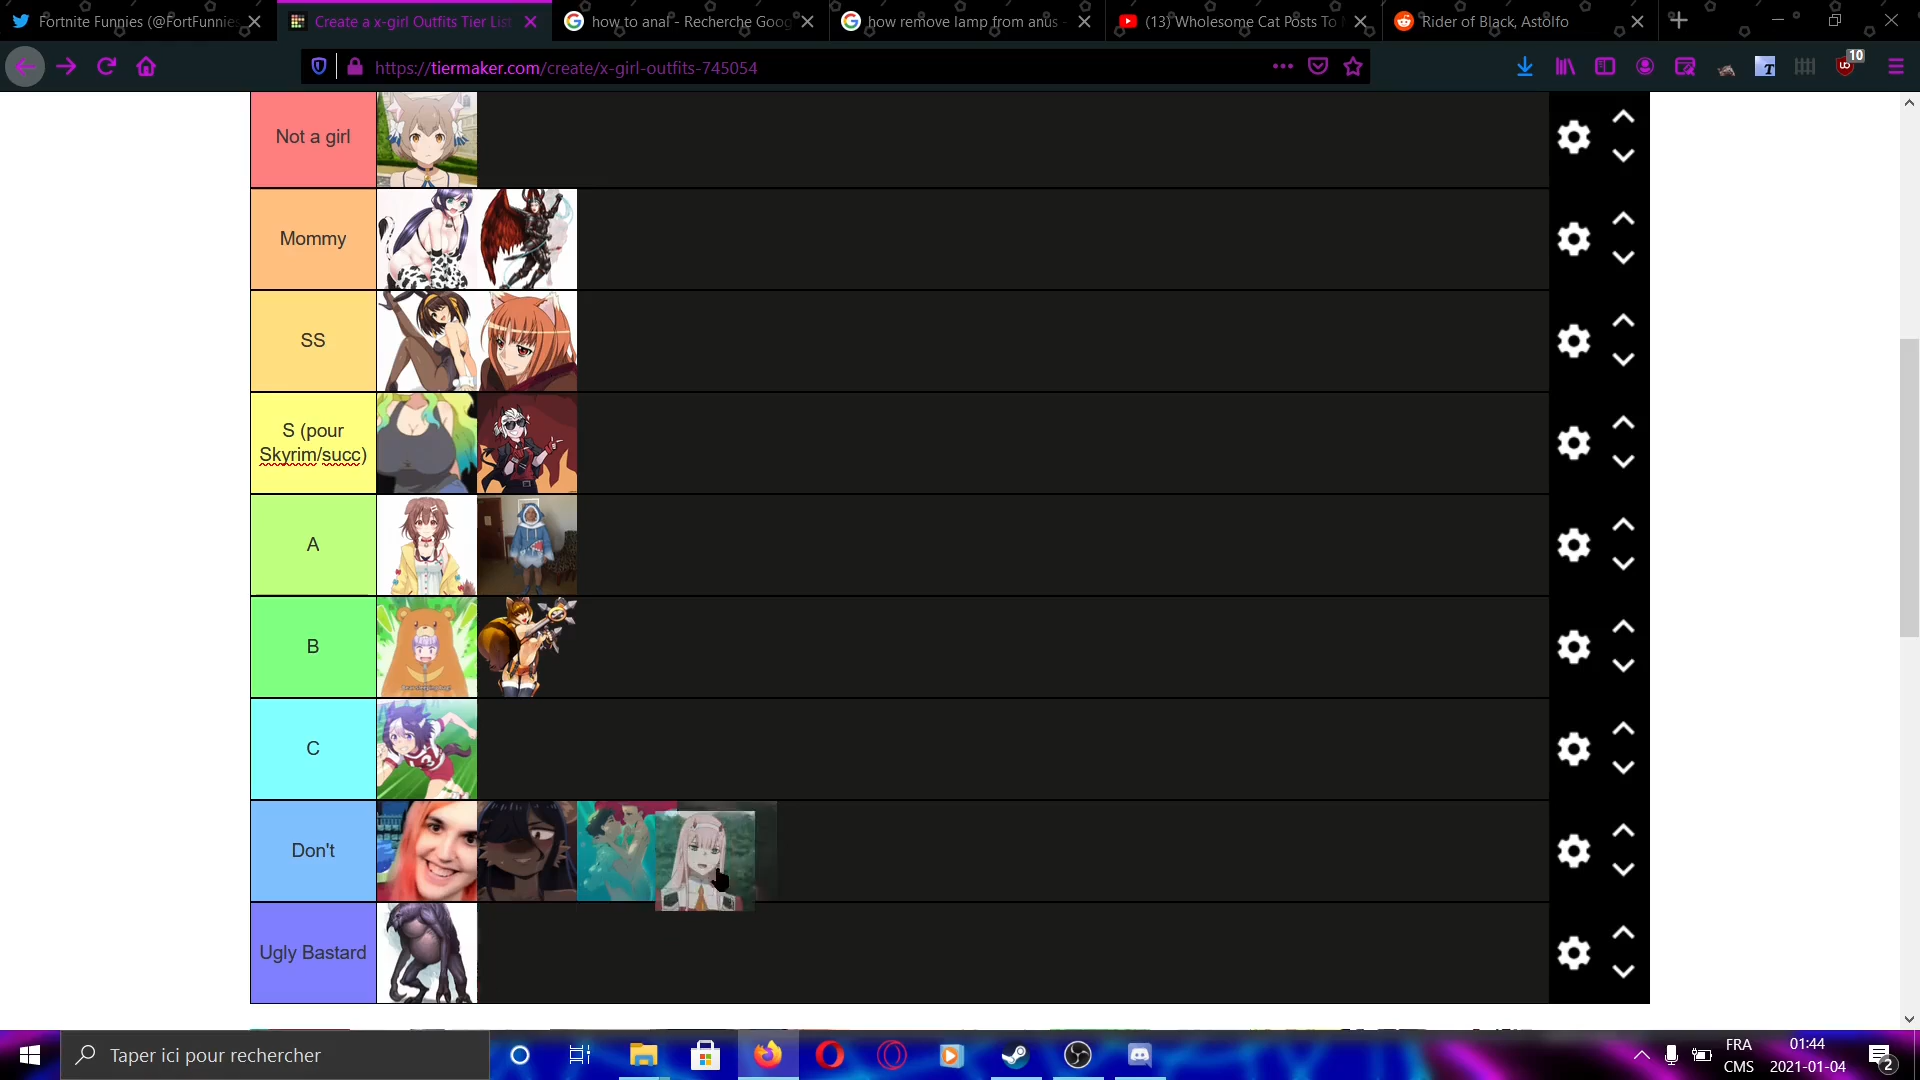 Fortnite Funnies (@FortFunnies
Create a x-girl Outfits Tier List
how to anal - Recherche Goog
how remove lamp from anus -
(13) Wholesome Cat Posts To
Rider of Black, Astolfo
https://tiermaker.com/create/x-girl-outfits-745054
10
Not a girl
Mommy
SS
S (pour
Skyrim/succ)
A
B
C
Don't
Ugly Bastard
Taper ici pour rechercher
FRA
CMS
01:44
2021-01-04
2